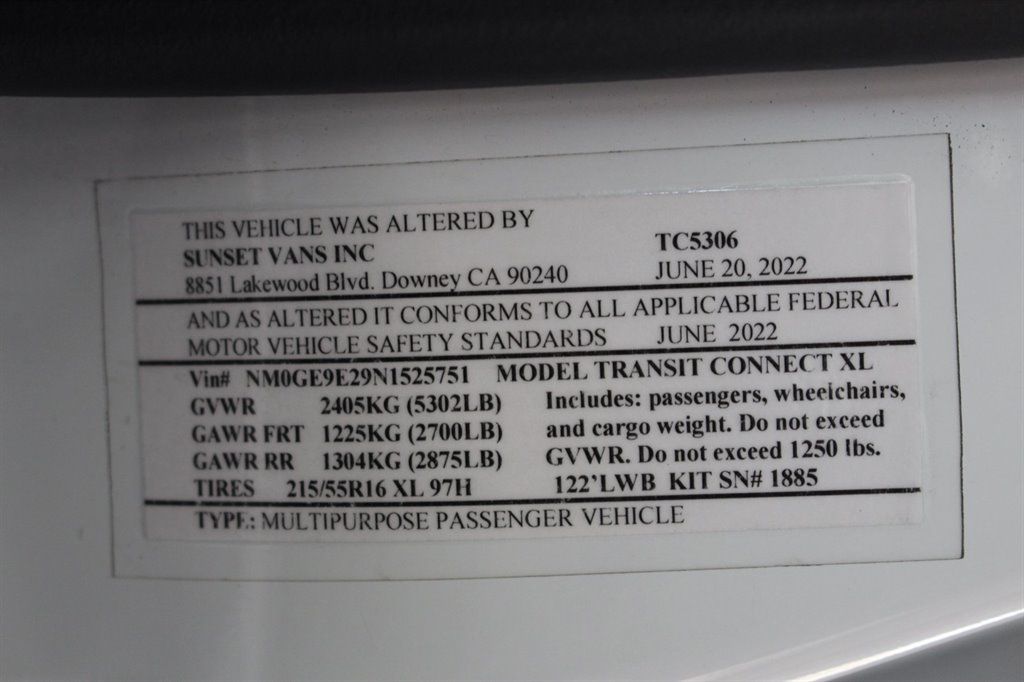 THIS VEHICLE WAS ALTERED BY
SUNSET VANS INC TC5306
8851 Lakewood Blvd. Downey CA 90240 JUNE 20, 2022
AND AS ALTERED IT CONFORMS TO ALL APPLICABLE FEDERAL
MOTOR VEHICLE SAFETY STANDARDS JUNE 2022
Vin# NM0GE9E29N1525751 MODEL TRANSIT CONNECT XL
GVWR 2405KG (5302LB) Includes: passengers, wheelchairs,
GAWR FRT 1225KG (2700LB) and cargo weight. Do not exceed
GAWR RR 1304KG (2875LB) GVWR. Do not exceed 1250 lbs.
TIRES 215/55R16 XL 97H 122'LWB KIT SN# 1885
TYPE: MULTIPURPOSE PASSENGER VEHICLE